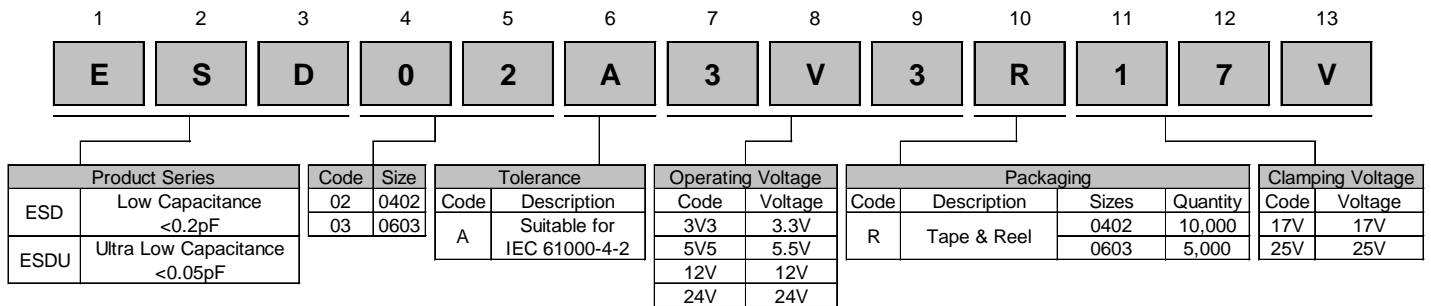 1 2 3 4 5 6 7 8 9 10 11 12 13
E S D 0 2 A 3 V 3 R 1 7 V
Product Series
ESD Low Capacitance <0.2pF
ESDU Ultra Low Capacitance <0.05pF
Code Size
02 0402
03 0603
Tolerance
Code Description
A Suitable for IEC 61000-4-2
Operating Voltage
Code Voltage
3V3 3.3V
5V5 5.5V
12V 12V
24V 24V
Packaging
Code Description Sizes Quantity
R Tape & Reel 0402 10,000
0603 5,000
Clamping Voltage
Code Voltage
17V 17V
25V 25V